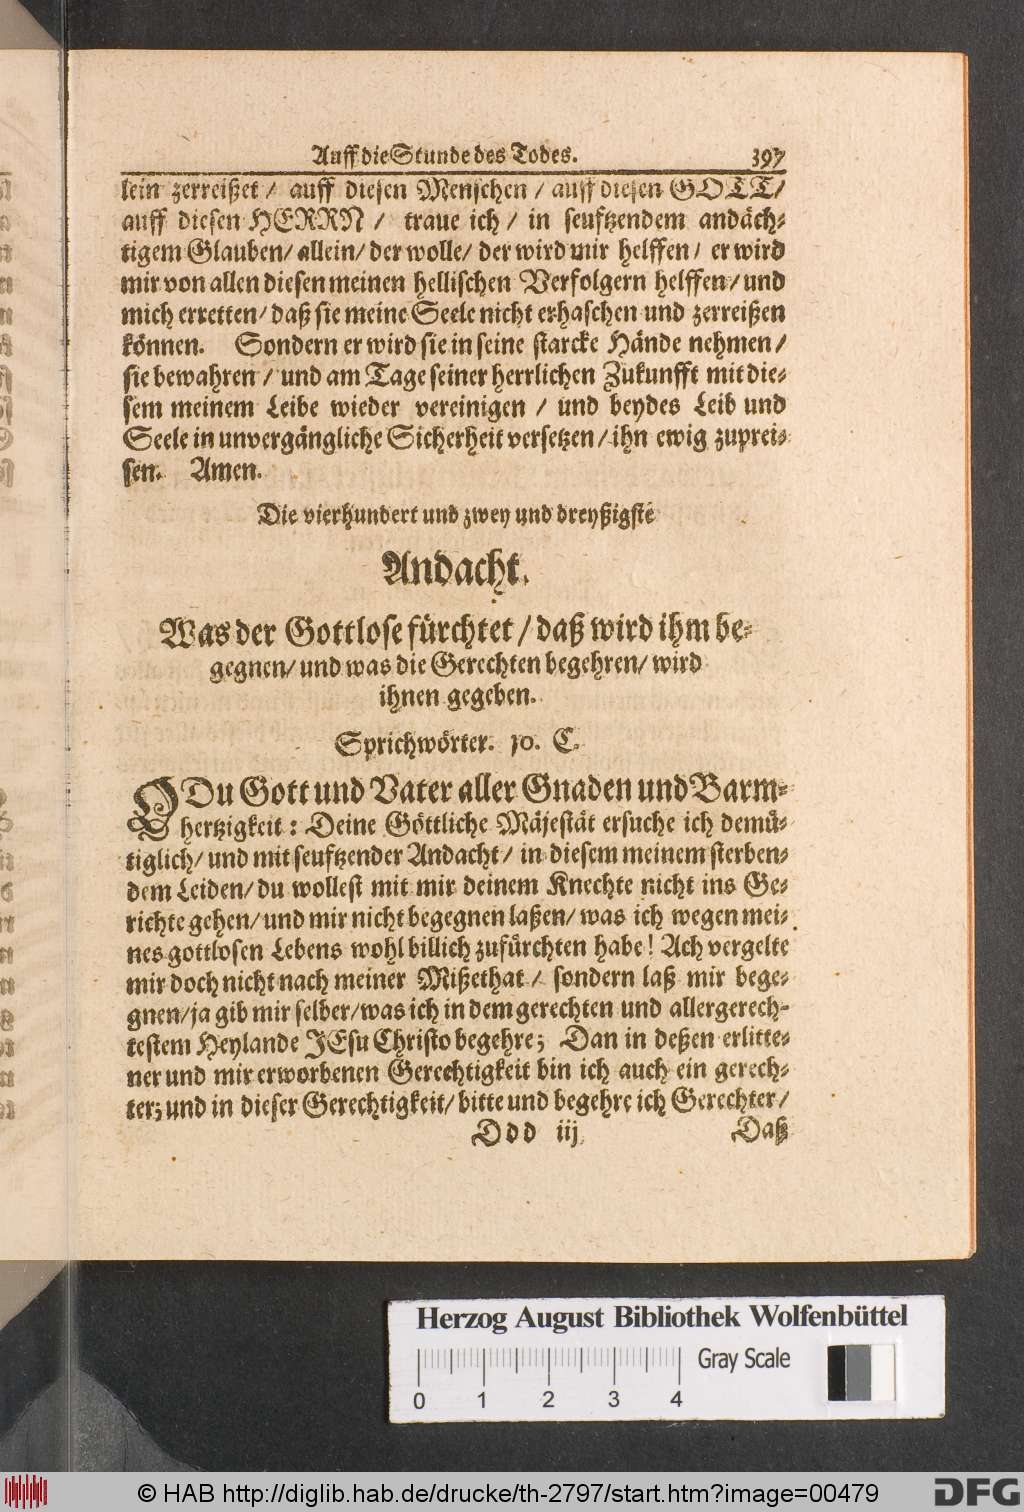 Auff die Stunde des Todes. 397
lein zerreißet / auff diesen Menschen / auff diesen GOTT /
auff diesen HERRN / traue ich / in seuftzendem andäch-
tigem Glauben / allein / der wolle / der wird mir helffen / er wird
mir von allen diesen meinen hellischen Verfolgern helffen / und
mich erretten / daß sie meine Seele nicht erhaschen und zerreißen
können. Sondern er wird sie in seine starcke Hände nehmen /
sie bewahren / und am Tage seiner herrlichen Zukunfft mit die-
sem meinem Leibe wieder vereinigen / und beydes Leib und
Seele in unvergängliche Sicherheit versetzen / ihn ewig zuprei-
sen. Amen.
Die vierhundert und zwey und dreyßigste
Andacht.
Was der Gottlose fürchtet / daß wird ihm be-
gegnen / und was die Gerechten begehren / wird
ihnen gegeben.
Sprichwörter. 10. C.
O Du Gott und Vater aller Gnaden und Barm-
hertzigkeit: Deine Göttliche Mäjestät ersuche ich demü-
tiglich / und mit seuftzender Andacht / in diesem meinem sterben-
dem Leiden / du wollest mit mir deinem Knechte nicht ins Ge-
richte gehen / und mir nicht begegnen laßen / was ich wegen mei-
nes gottlosen Lebens wohl billich zufürchten habe! Ach vergelte
mir doch nicht nach meiner Mißethat / sondern laß mir bege-
gnen / ja gib mir selber / was ich in dem gerechten und allergerech-
testem Heylande JEsu Christo begehre; Dan in deßen erlitte-
ner und mir erworbenen Gerechtigkeit bin ich auch ein gerech-
ter; und in dieser Gerechtigkeit / bitte und begehre ich Gerechter /
Ddd iij Daß
Herzog August Bibliothek Wolfenbüttel
Gray Scale
0 1 2 3 4
© HAB http://diglib.hab.de/drucke/th-2797/start.htm?image=00479
DFG